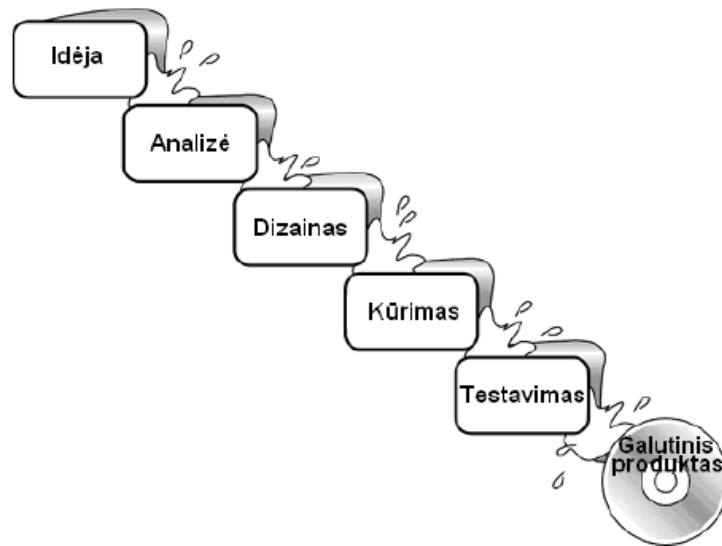 Idėja
Analizė
Dizainas
Kūrimas
Testavimas
Galutinis
produktas